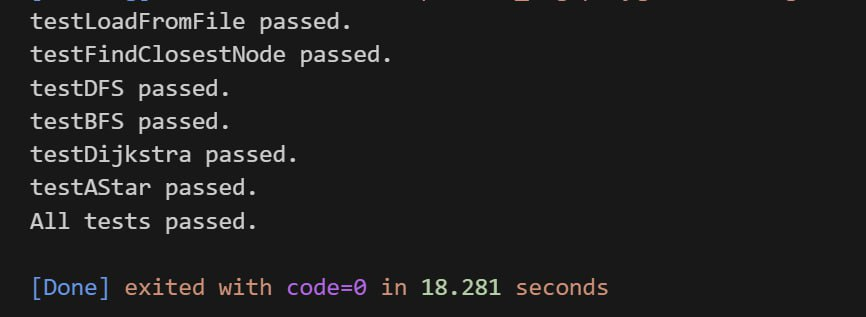 testLoadFromFile passed.
testFindClosestNode passed.
testDFS passed.
testBFS passed.
testDijkstra passed.
testAStar passed.
All tests passed.
[Done] exited with code=0 in 18.281 seconds